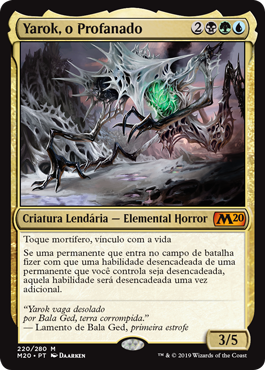 Yarok, o Profanado 2
Criatura Lendária — Elemental Horror M20
Toque mortífero, vínculo com a vida
Se uma permanente que entra no campo de batalha
fizer com que uma habilidade desencadeada de uma
permanente que você controla seja desencadeada,
aquela habilidade será desencadeada uma vez
adicional.
“Yarok vaga desolado
por Bala Ged, terra corrompida.”
— Lamento de Bala Ged, primeira estrofe
3/5
220/280 M
M20 • PT DAARKEN ™ & © 2019 Wizards of the Coast